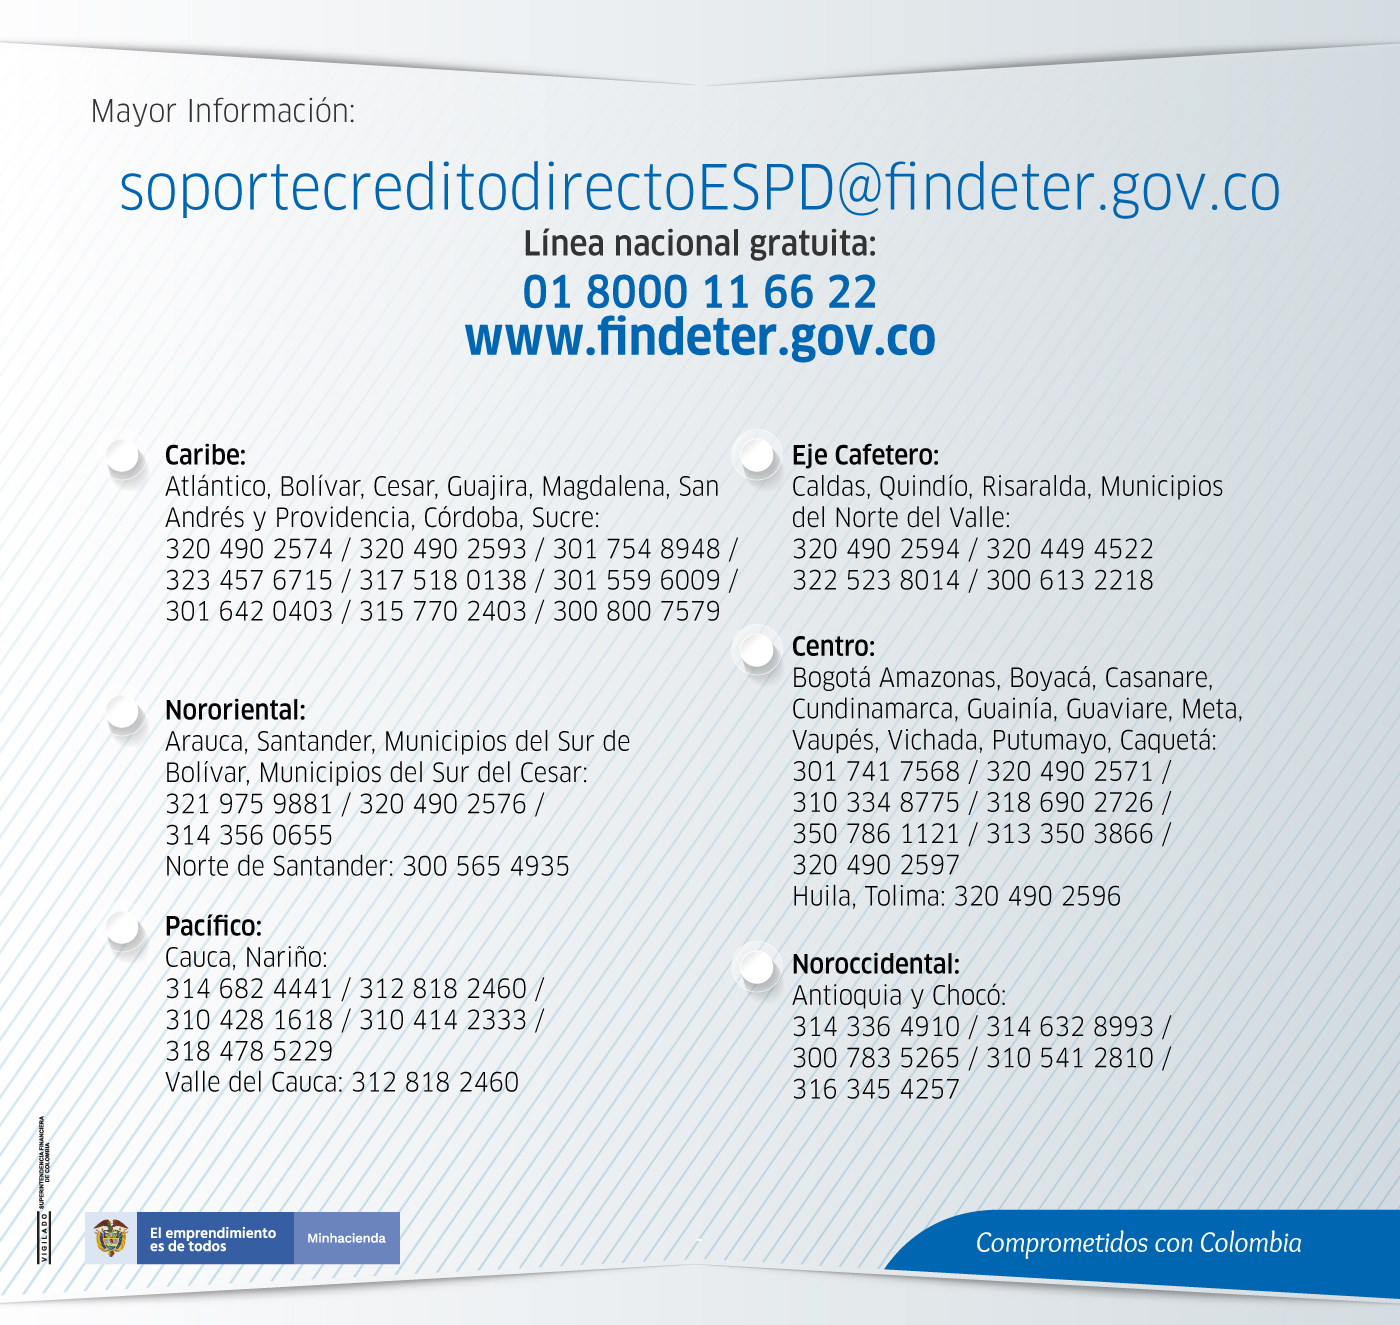 Mayor Información:
soportecreditodirectoESPD@findeter.gov.co
Línea nacional gratuita:
01 8000 11 66 22
www.findeter.gov.co
Caribe:
Atlántico, Bolívar, Cesar, Guajira, Magdalena, San
Andrés y Providencia, Córdoba, Sucre:
320 490 2574 / 320 490 2593 / 301 754 8948 /
323 457 6715 / 317 518 0138 / 301 559 6009 /
301 642 0403 / 315 770 2403 / 300 800 7579
Nororiental:
Arauca, Santander, Municipios del Sur de
Bolívar, Municipios del Sur del Cesar:
321 975 9881 / 320 490 2576 /
314 356 0655
Norte de Santander: 300 565 4935
Pacífico:
Cauca, Nariño:
314 682 4441 / 312 818 2460 /
310 428 1618 / 310 414 2333 /
318 478 5229
Valle del Cauca: 312 818 2460
Eje Cafetero:
Caldas, Quindío, Risaralda, Municipios
del Norte del Valle:
320 490 2594 / 320 449 4522
322 523 8014 / 300 613 2218
Centro:
Bogotá Amazonas, Boyacá, Casanare,
Cundinamarca, Guainía, Guaviare, Meta,
Vaupés, Vichada, Putumayo, Caquetá:
301 741 7568 / 320 490 2571 /
310 334 8775 / 318 690 2726 /
350 786 1121 / 313 350 3866 /
320 490 2597
Huila, Tolima: 320 490 2596
Noroccidental:
Antioquia y Chocó:
314 336 4910 / 314 632 8993 /
300 783 5265 / 310 541 2810 /
316 345 4257
VIGILADO
SUPERINTENDENCIA FINANCIERA
DE COLOMBIA
El emprendimiento
es de todos
Minhacienda
Comprometidos con Colombia